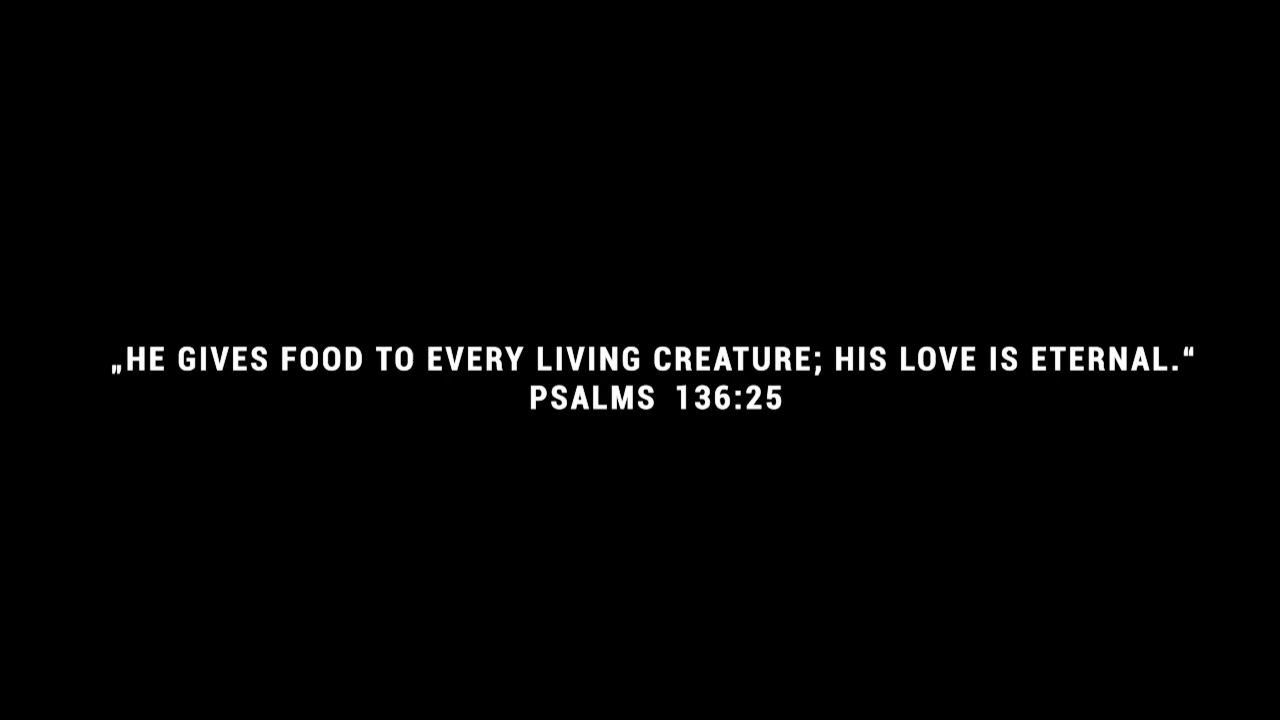 „HE GIVES FOOD TO EVERY LIVING CREATURE; HIS LOVE IS ETERNAL.“
PSALMS 136:25